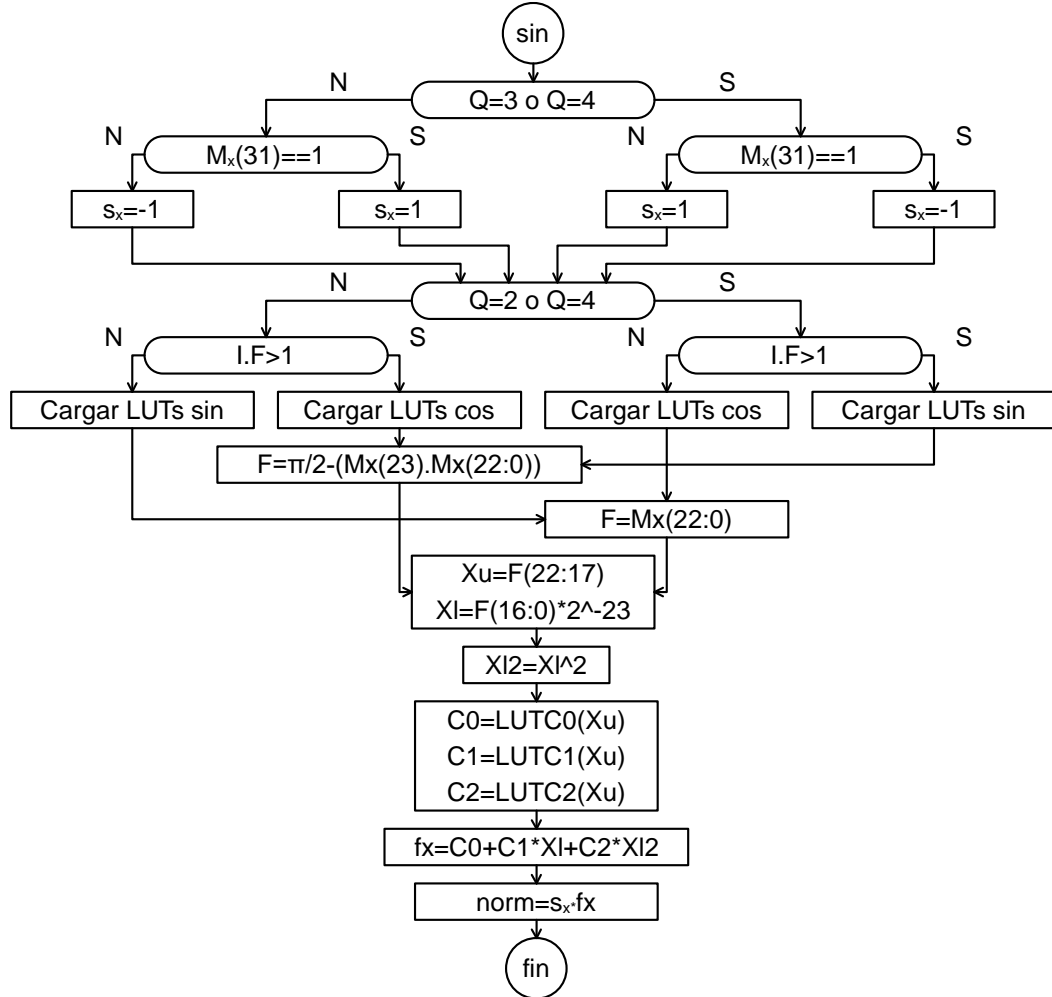 sin
N
S
Q=3 o Q=4
N
S
N
S
Mₓ(31)==1
Mₓ(31)==1
sₓ=-1
sₓ=1
sₓ=1
sₓ=-1
N
S
Q=2 o Q=4
N
S
N
S
I.F>1
I.F>1
Cargar LUTs sin
Cargar LUTs cos
Cargar LUTs cos
Cargar LUTs sin
F=π/2-(Mx(23).Mx(22:0))
F=Mx(22:0)
Xu=F(22:17)
Xl=F(16:0)*2^-23
Xl2=Xl^2
C0=LUTC0(Xu)
C1=LUTC1(Xu)
C2=LUTC2(Xu)
fx=C0+C1*Xl+C2*Xl2
norm=sₓ*fx
fin